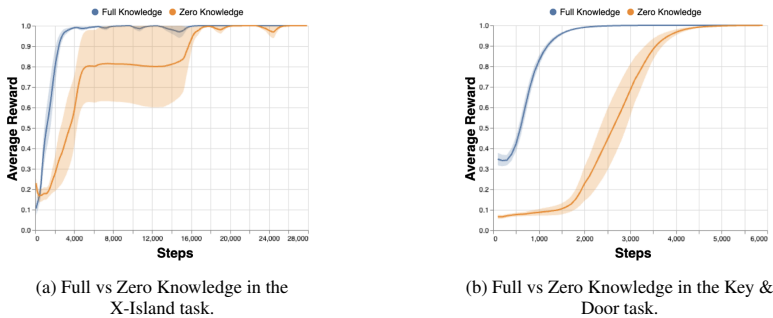 Full Knowledge Zero Knowledge
1.0
0.9
0.8
0.7
0.6
0.5
0.4
0.3
0.2
0.1
0.0
Average Reward
0 4,000 8,000 12,000 16,000 20,000 24,000 28,000
Steps
(a) Full vs Zero Knowledge in the
X-Island task.
Full Knowledge Zero Knowledge
1.0
0.9
0.8
0.7
0.6
0.5
0.4
0.3
0.2
0.1
0.0
Average Reward
0 1,000 2,000 3,000 4,000 5,000 6,000
Steps
(b) Full vs Zero Knowledge in the Key &
Door task.